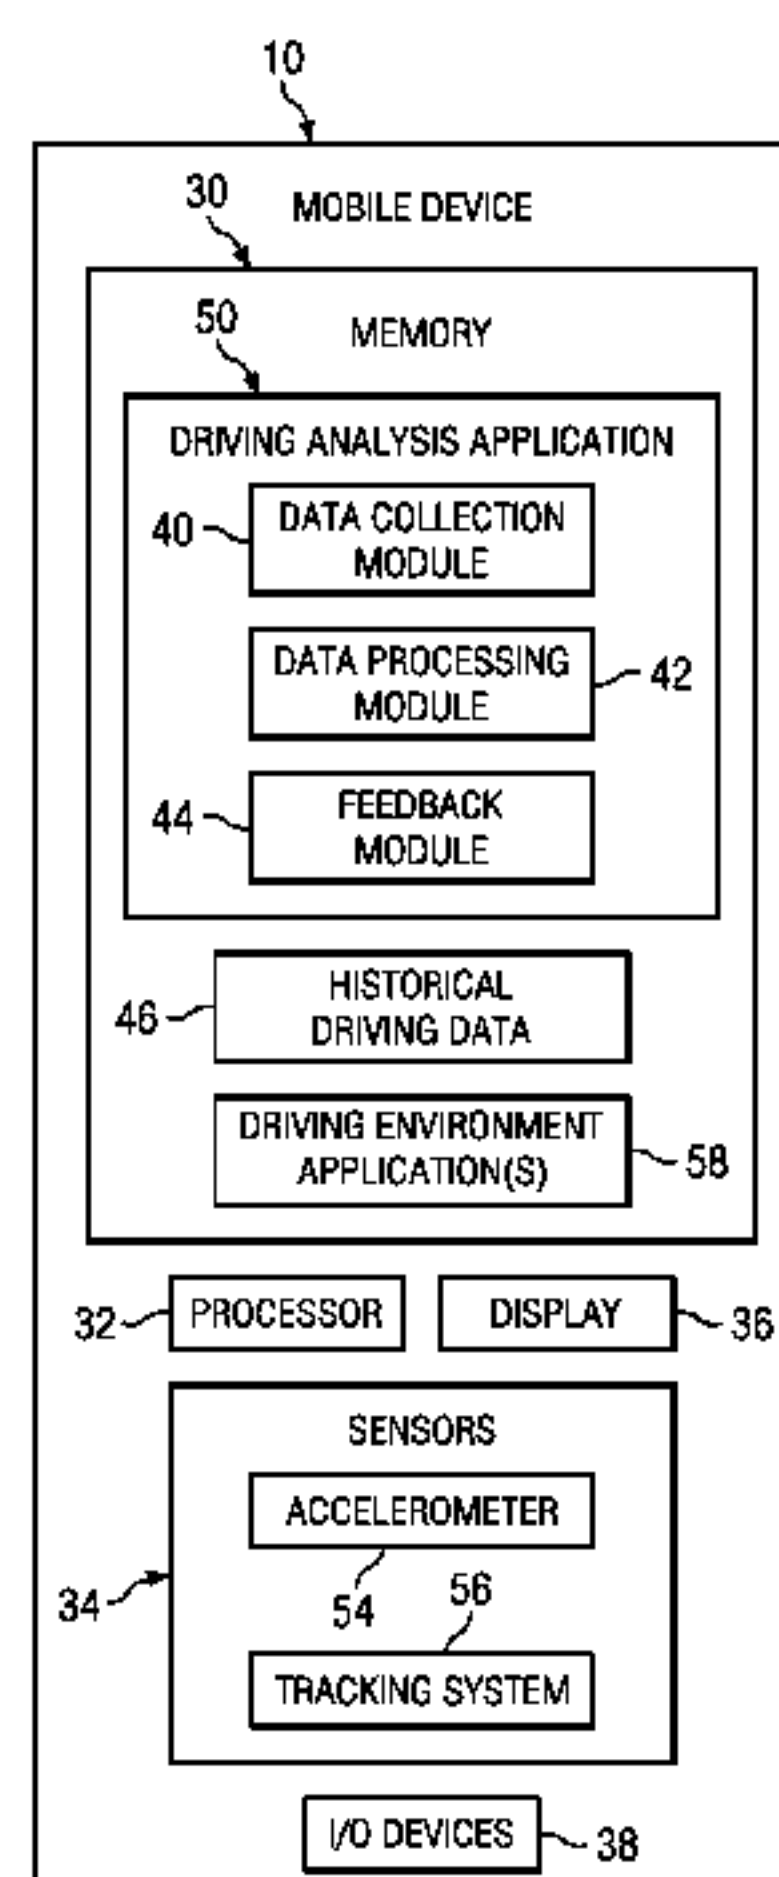 10
MOBILE DEVICE
30
MEMORY
50
DRIVING ANALYSIS APPLICATION
40
DATA COLLECTION
MODULE
DATA PROCESSING
MODULE
42
44
FEEDBACK
MODULE
46
HISTORICAL
DRIVING DATA
DRIVING ENVIRONMENT
APPLICATION(S)
58
32
PROCESSOR
DISPLAY
36
SENSORS
ACCELEROMETER
34
54
56
TRACKING SYSTEM
I/O DEVICES
38